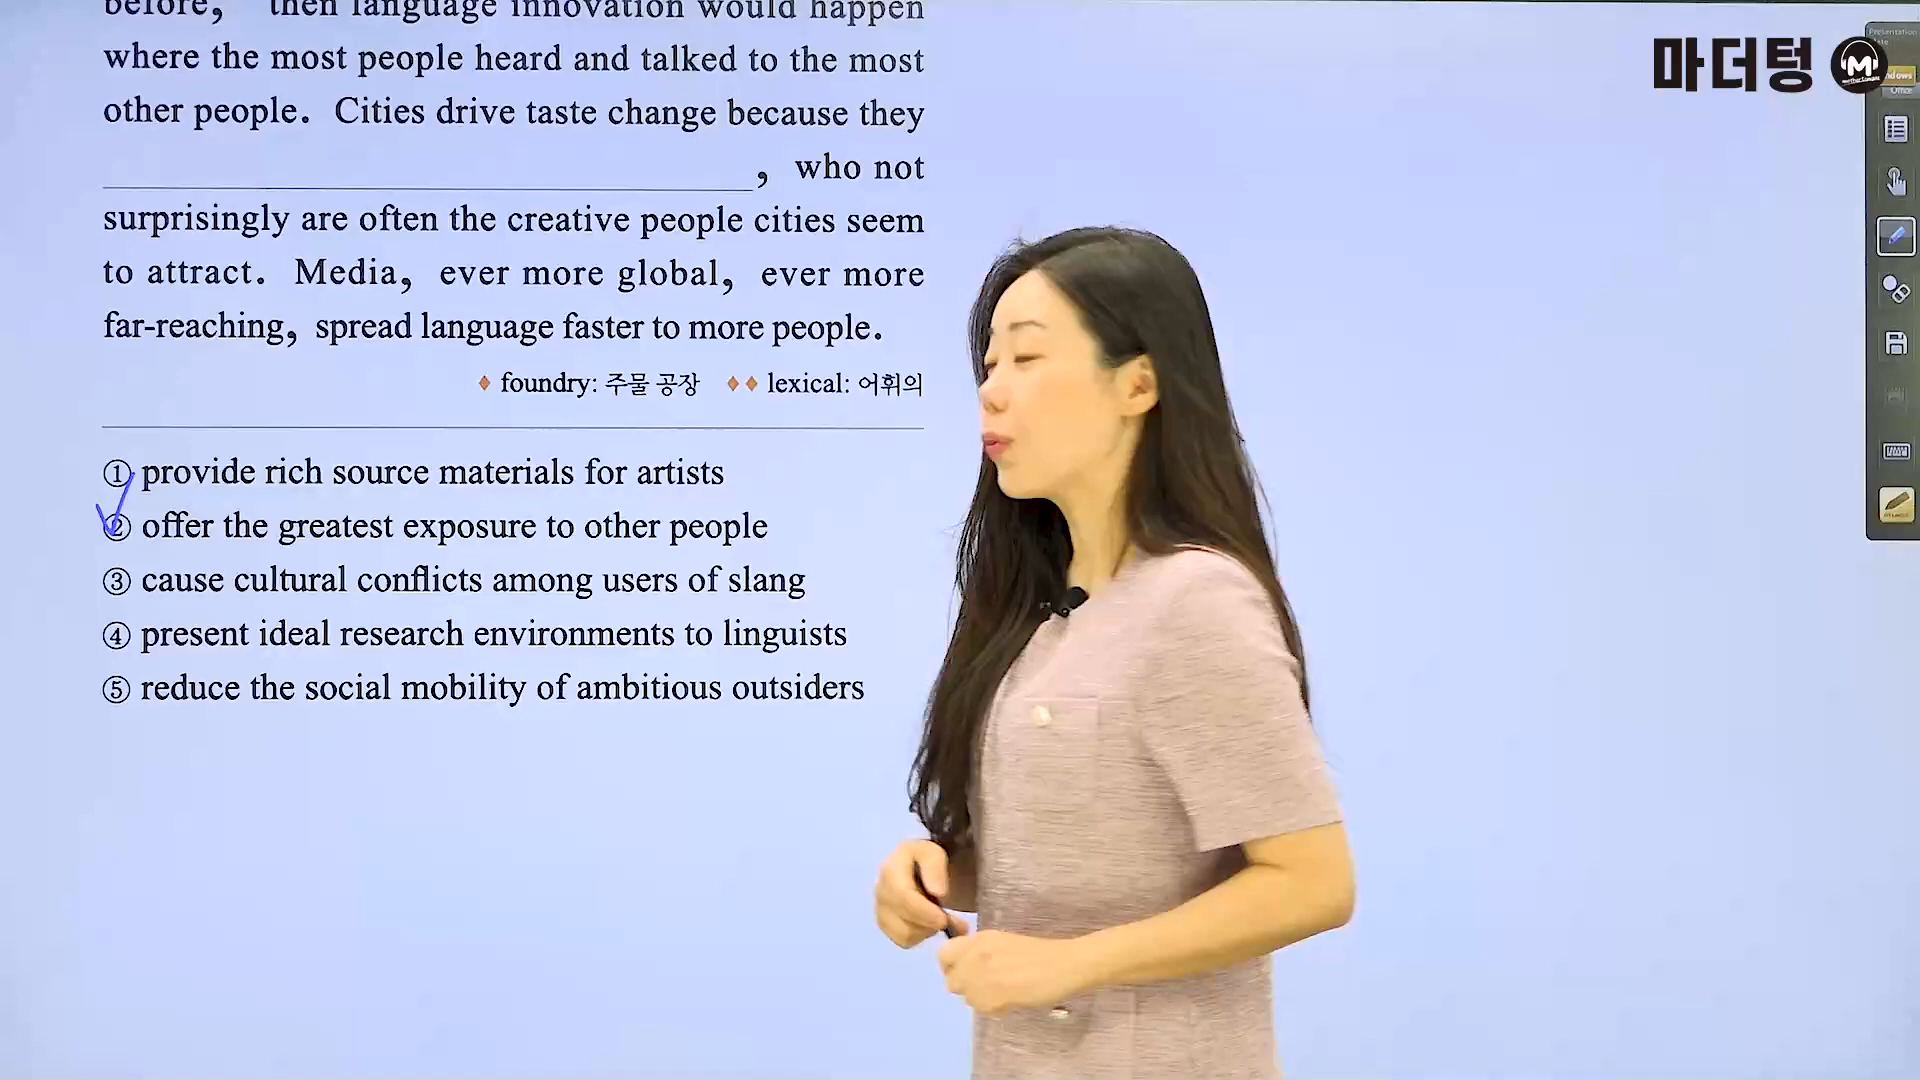 before, then language innovation would happen
where the most people heard and talked to the most
other people. Cities drive taste change because they
, who not
surprisingly are often the creative people cities seem
to attract. Media, ever more global, ever more
far-reaching, spread language faster to more people.
foundry: 주물 공장 lexical: 어휘의
① provide rich source materials for artists
② offer the greatest exposure to other people
③ cause cultural conflicts among users of slang
④ present ideal research environments to linguists
⑤ reduce the social mobility of ambitious outsiders
마더텅
M
Presentation